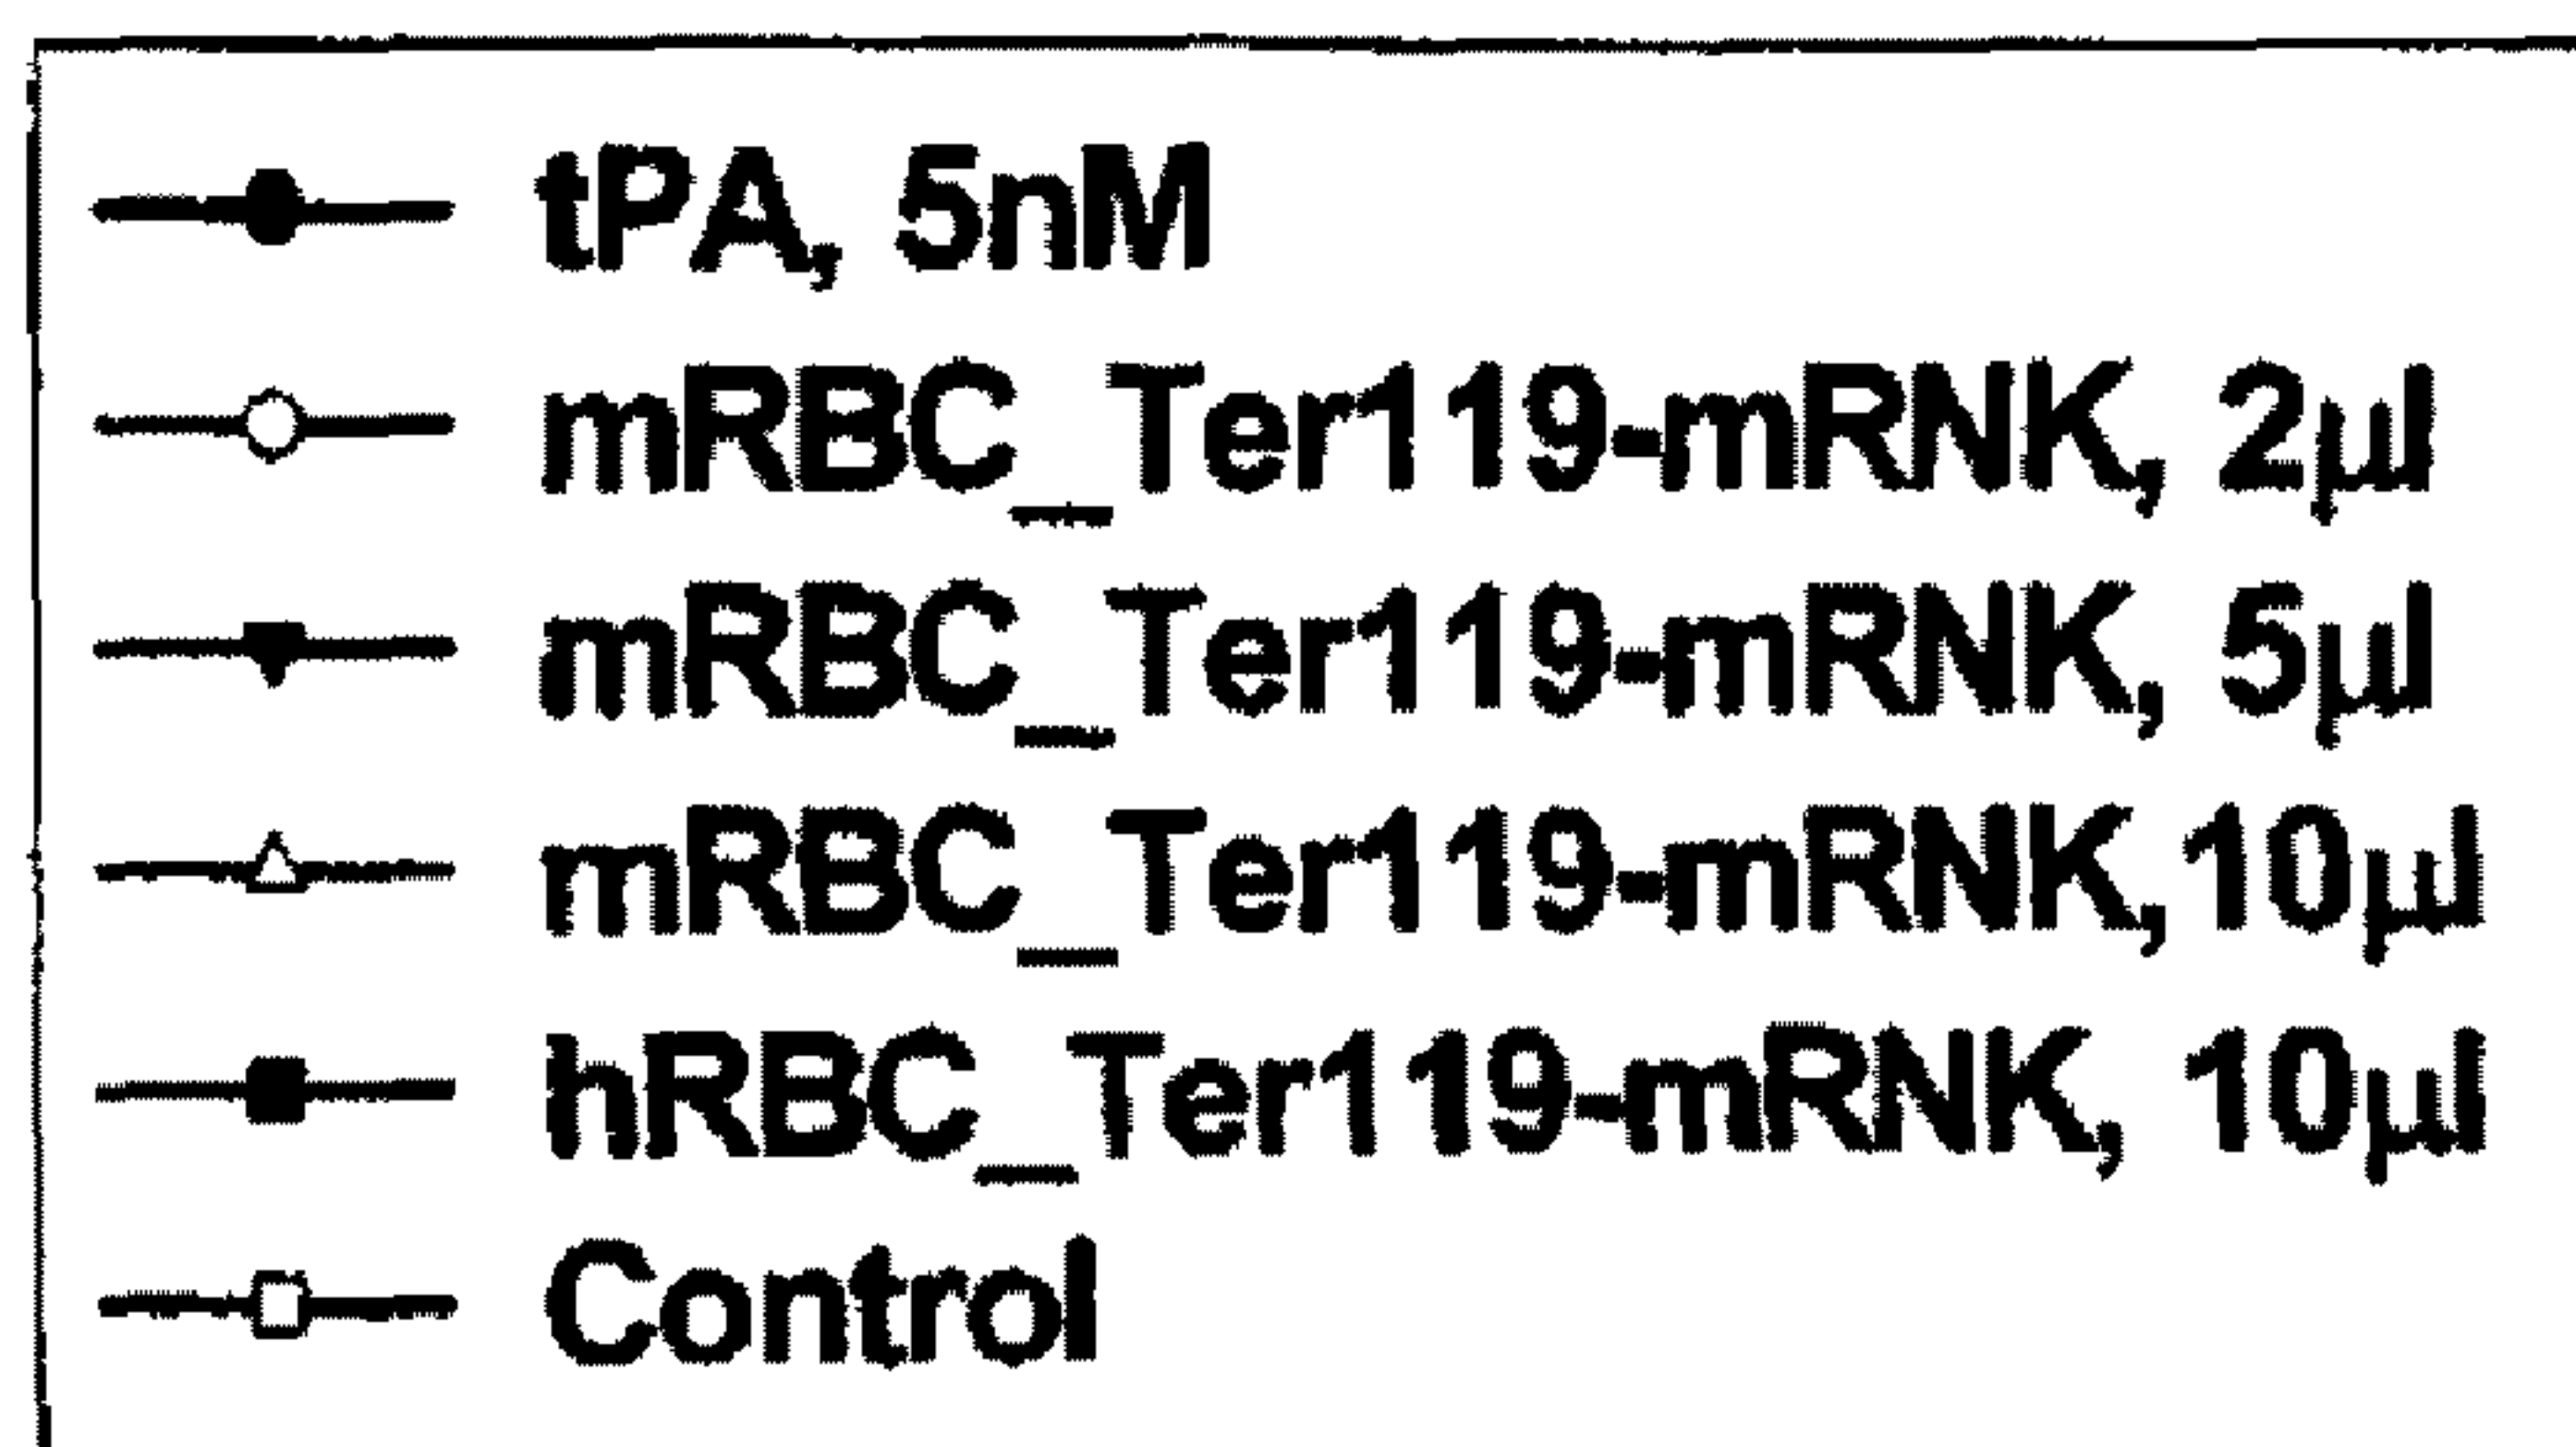 tPA, 5nM
mRBC_Ter119-mRNK, 2µl
mRBC_Ter119-mRNK, 5µl
mRBC_Ter119-mRNK,10µl
hRBC_Ter119-mRNK, 10µl
Control